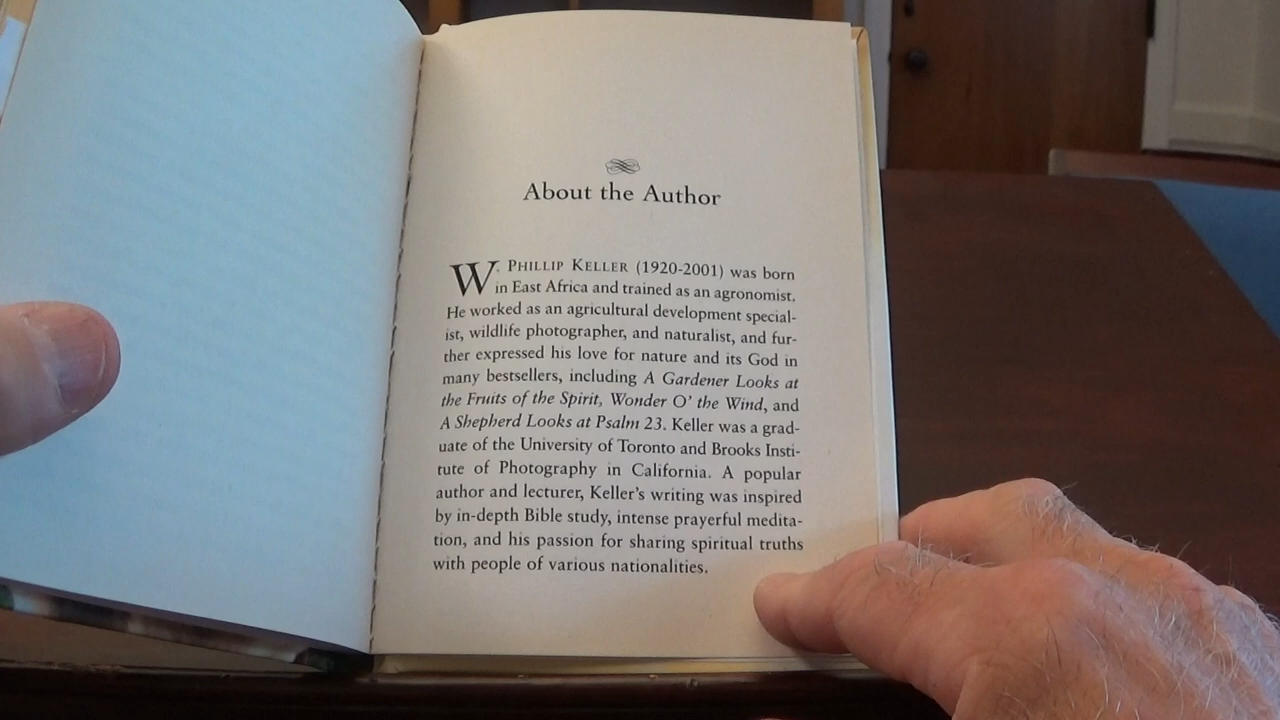 About the Author
W. PHILLIP KELLER (1920-2001) was born
in East Africa and trained as an agronomist.
He worked as an agricultural development special-
ist, wildlife photographer, and naturalist, and fur-
ther expressed his love for nature and its God in
many bestsellers, including A Gardener Looks at
the Fruits of the Spirit, Wonder O' the Wind, and
A Shepherd Looks at Psalm 23. Keller was a grad-
uate of the University of Toronto and Brooks Insti-
tute of Photography in California. A popular
author and lecturer, Keller's writing was inspired
by in-depth Bible study, intense prayerful medita-
tion, and his passion for sharing spiritual truths
with people of various nationalities.